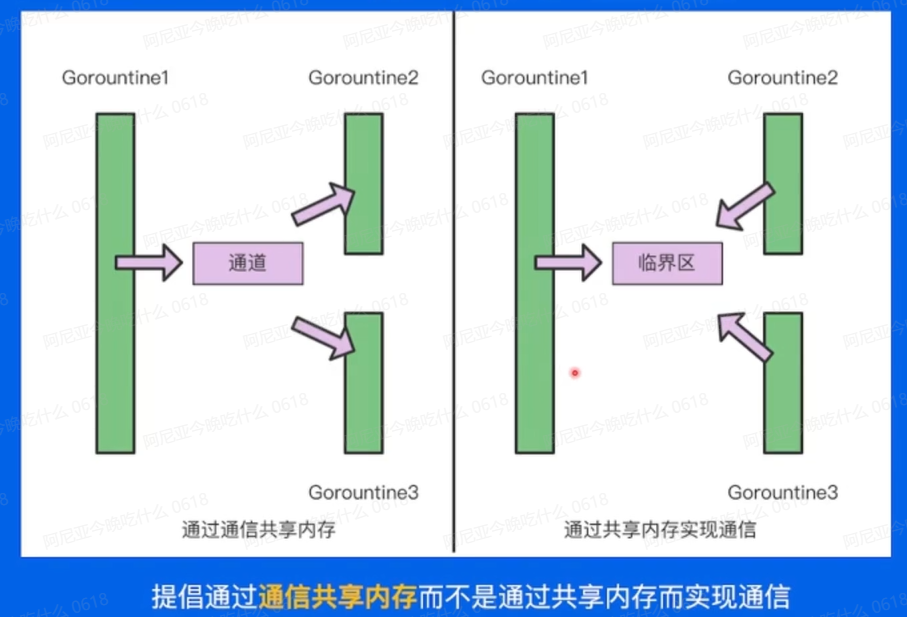 Gorountine1
Gorountine2
Gorountine1
Gorountine2
通道
临界区
Gorountine3
Gorountine3
通过通信共享内存
通过共享内存实现通信
提倡通过通信共享内存而不是通过共享内存而实现通信
阿尼亚今晚吃什么 0618